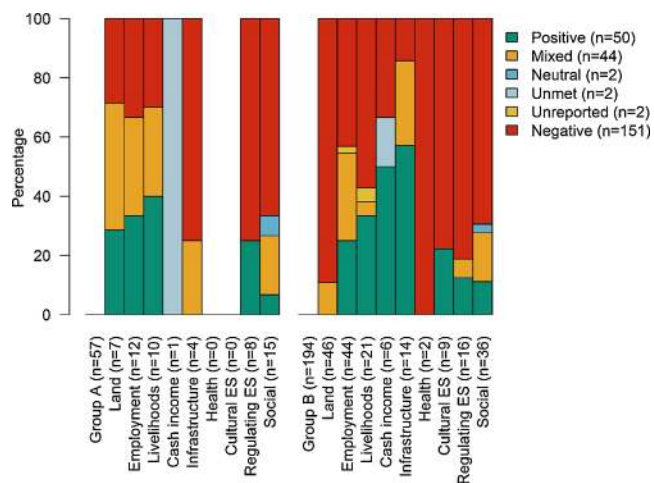 100
80
60
40
20
0
Percentage
Positive (n=50)
Mixed (n=44)
Neutral (n=2)
Unmet (n=2)
Unreported (n=2)
Negative (n=151)
Group A (n=57)
Land (n=7)
Employment (n=12)
Livelihoods (n=10)
Cash income (n=1)
Infrastructure (n=4)
Health (n=0)
Cultural ES (n=0)
Regulating ES (n=8)
Social (n=15)
Group B (n=194)
Land (n=46)
Employment (n=44)
Livelihoods (n=21)
Cash income (n=6)
Infrastructure (n=14)
Health (n=2)
Cultural ES (n=9)
Regulating ES (n=16)
Social (n=36)